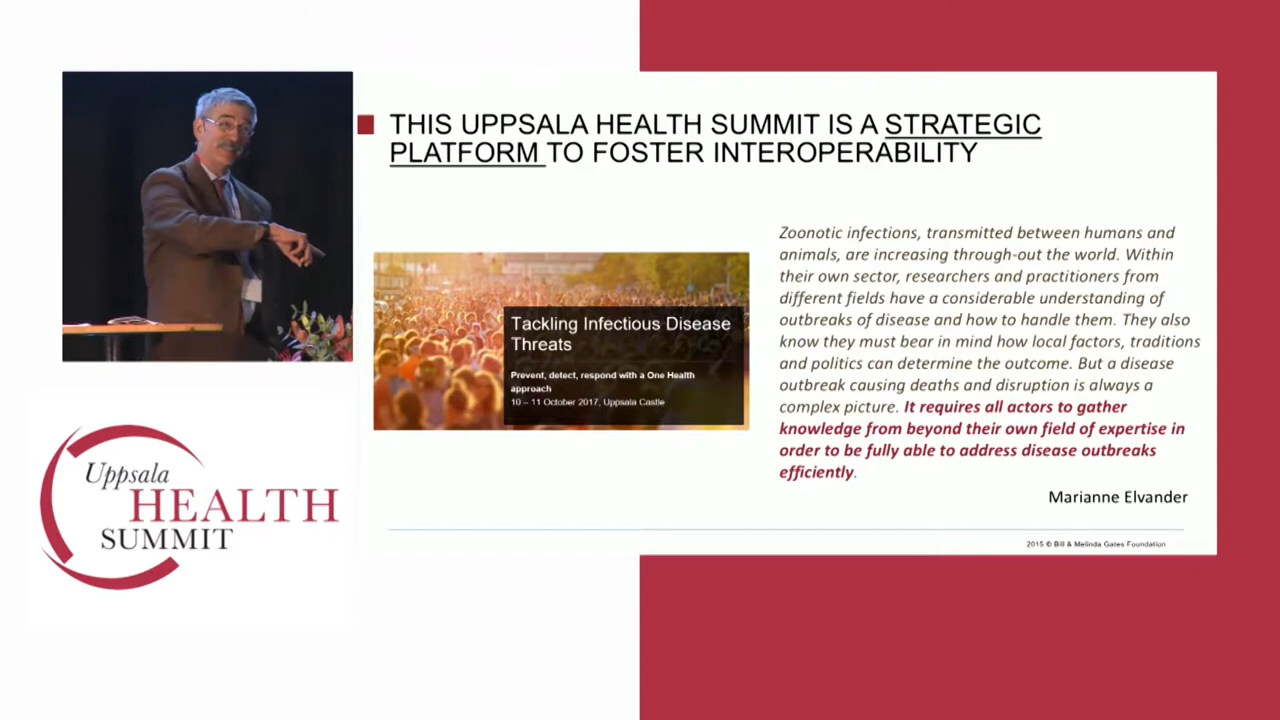 THIS UPPSALA HEALTH SUMMIT IS A STRATEGIC
PLATFORM TO FOSTER INTEROPERABILITY
Tackling Infectious Disease
Threats
Prevent, detect, respond with a One Health
approach
10 – 11 October 2017, Uppsala Castle
Zoonotic infections, transmitted between humans and
animals, are increasing through-out the world. Within
their own sector, researchers and practitioners from
different fields have a considerable understanding of
outbreaks of disease and how to handle them. They also
know they must bear in mind how local factors, traditions
and politics can determine the outcome. But a disease
outbreak causing deaths and disruption is always a
complex picture. It requires all actors to gather
knowledge from beyond their own field of expertise in
order to be fully able to address disease outbreaks
efficiently.
Marianne Elvander
2015 © Bill & Melinda Gates Foundation
Uppsala
HEALTH
SUMMIT